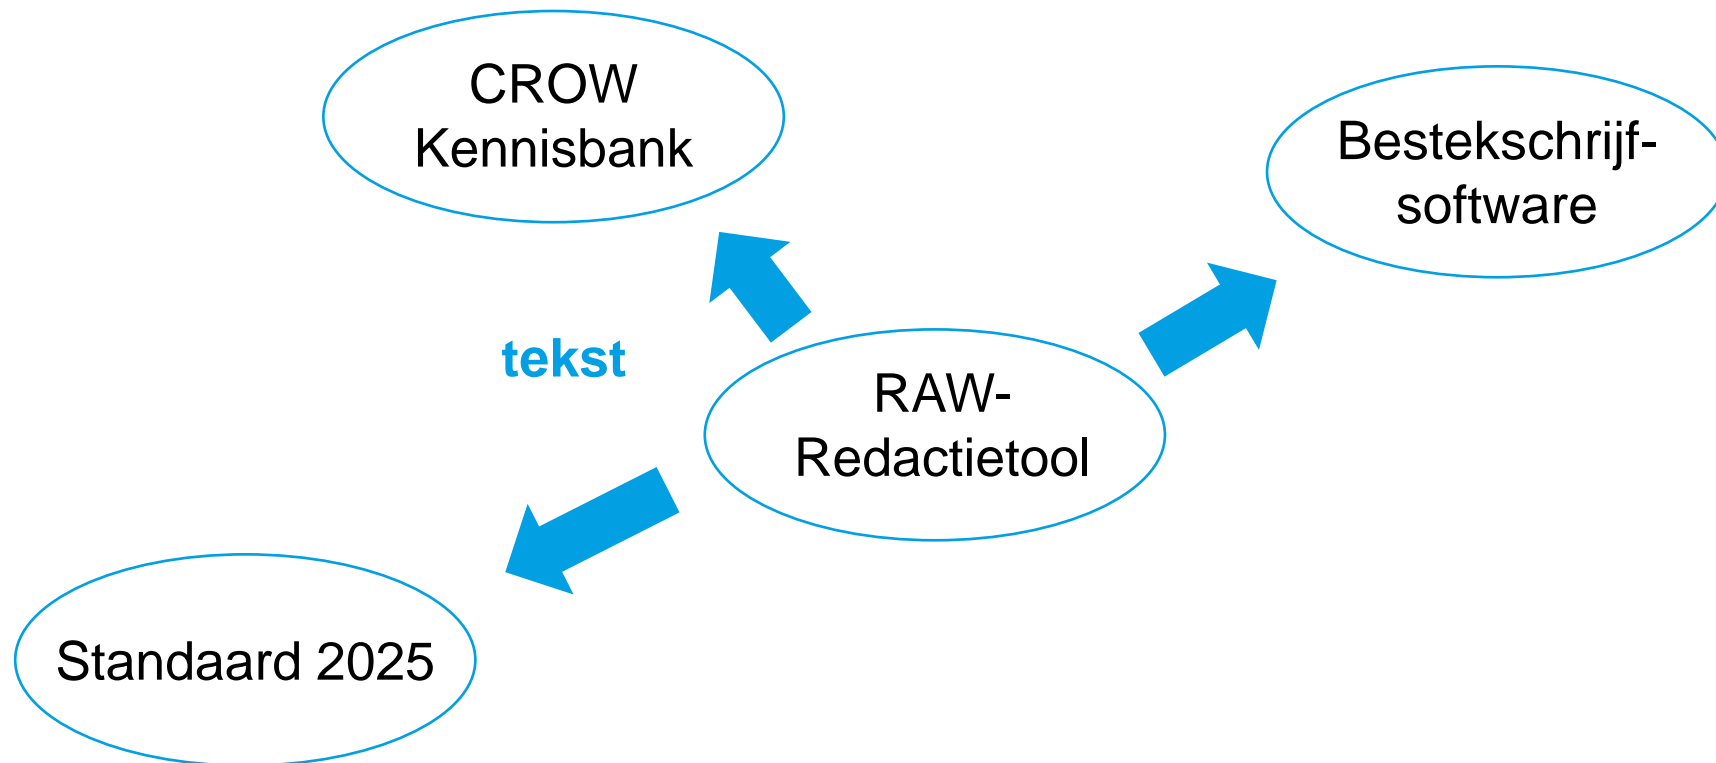 CROW
Kennisbank
Bestekschrijf-
software
tekst
RAW-
Redactietool
Standaard 2025